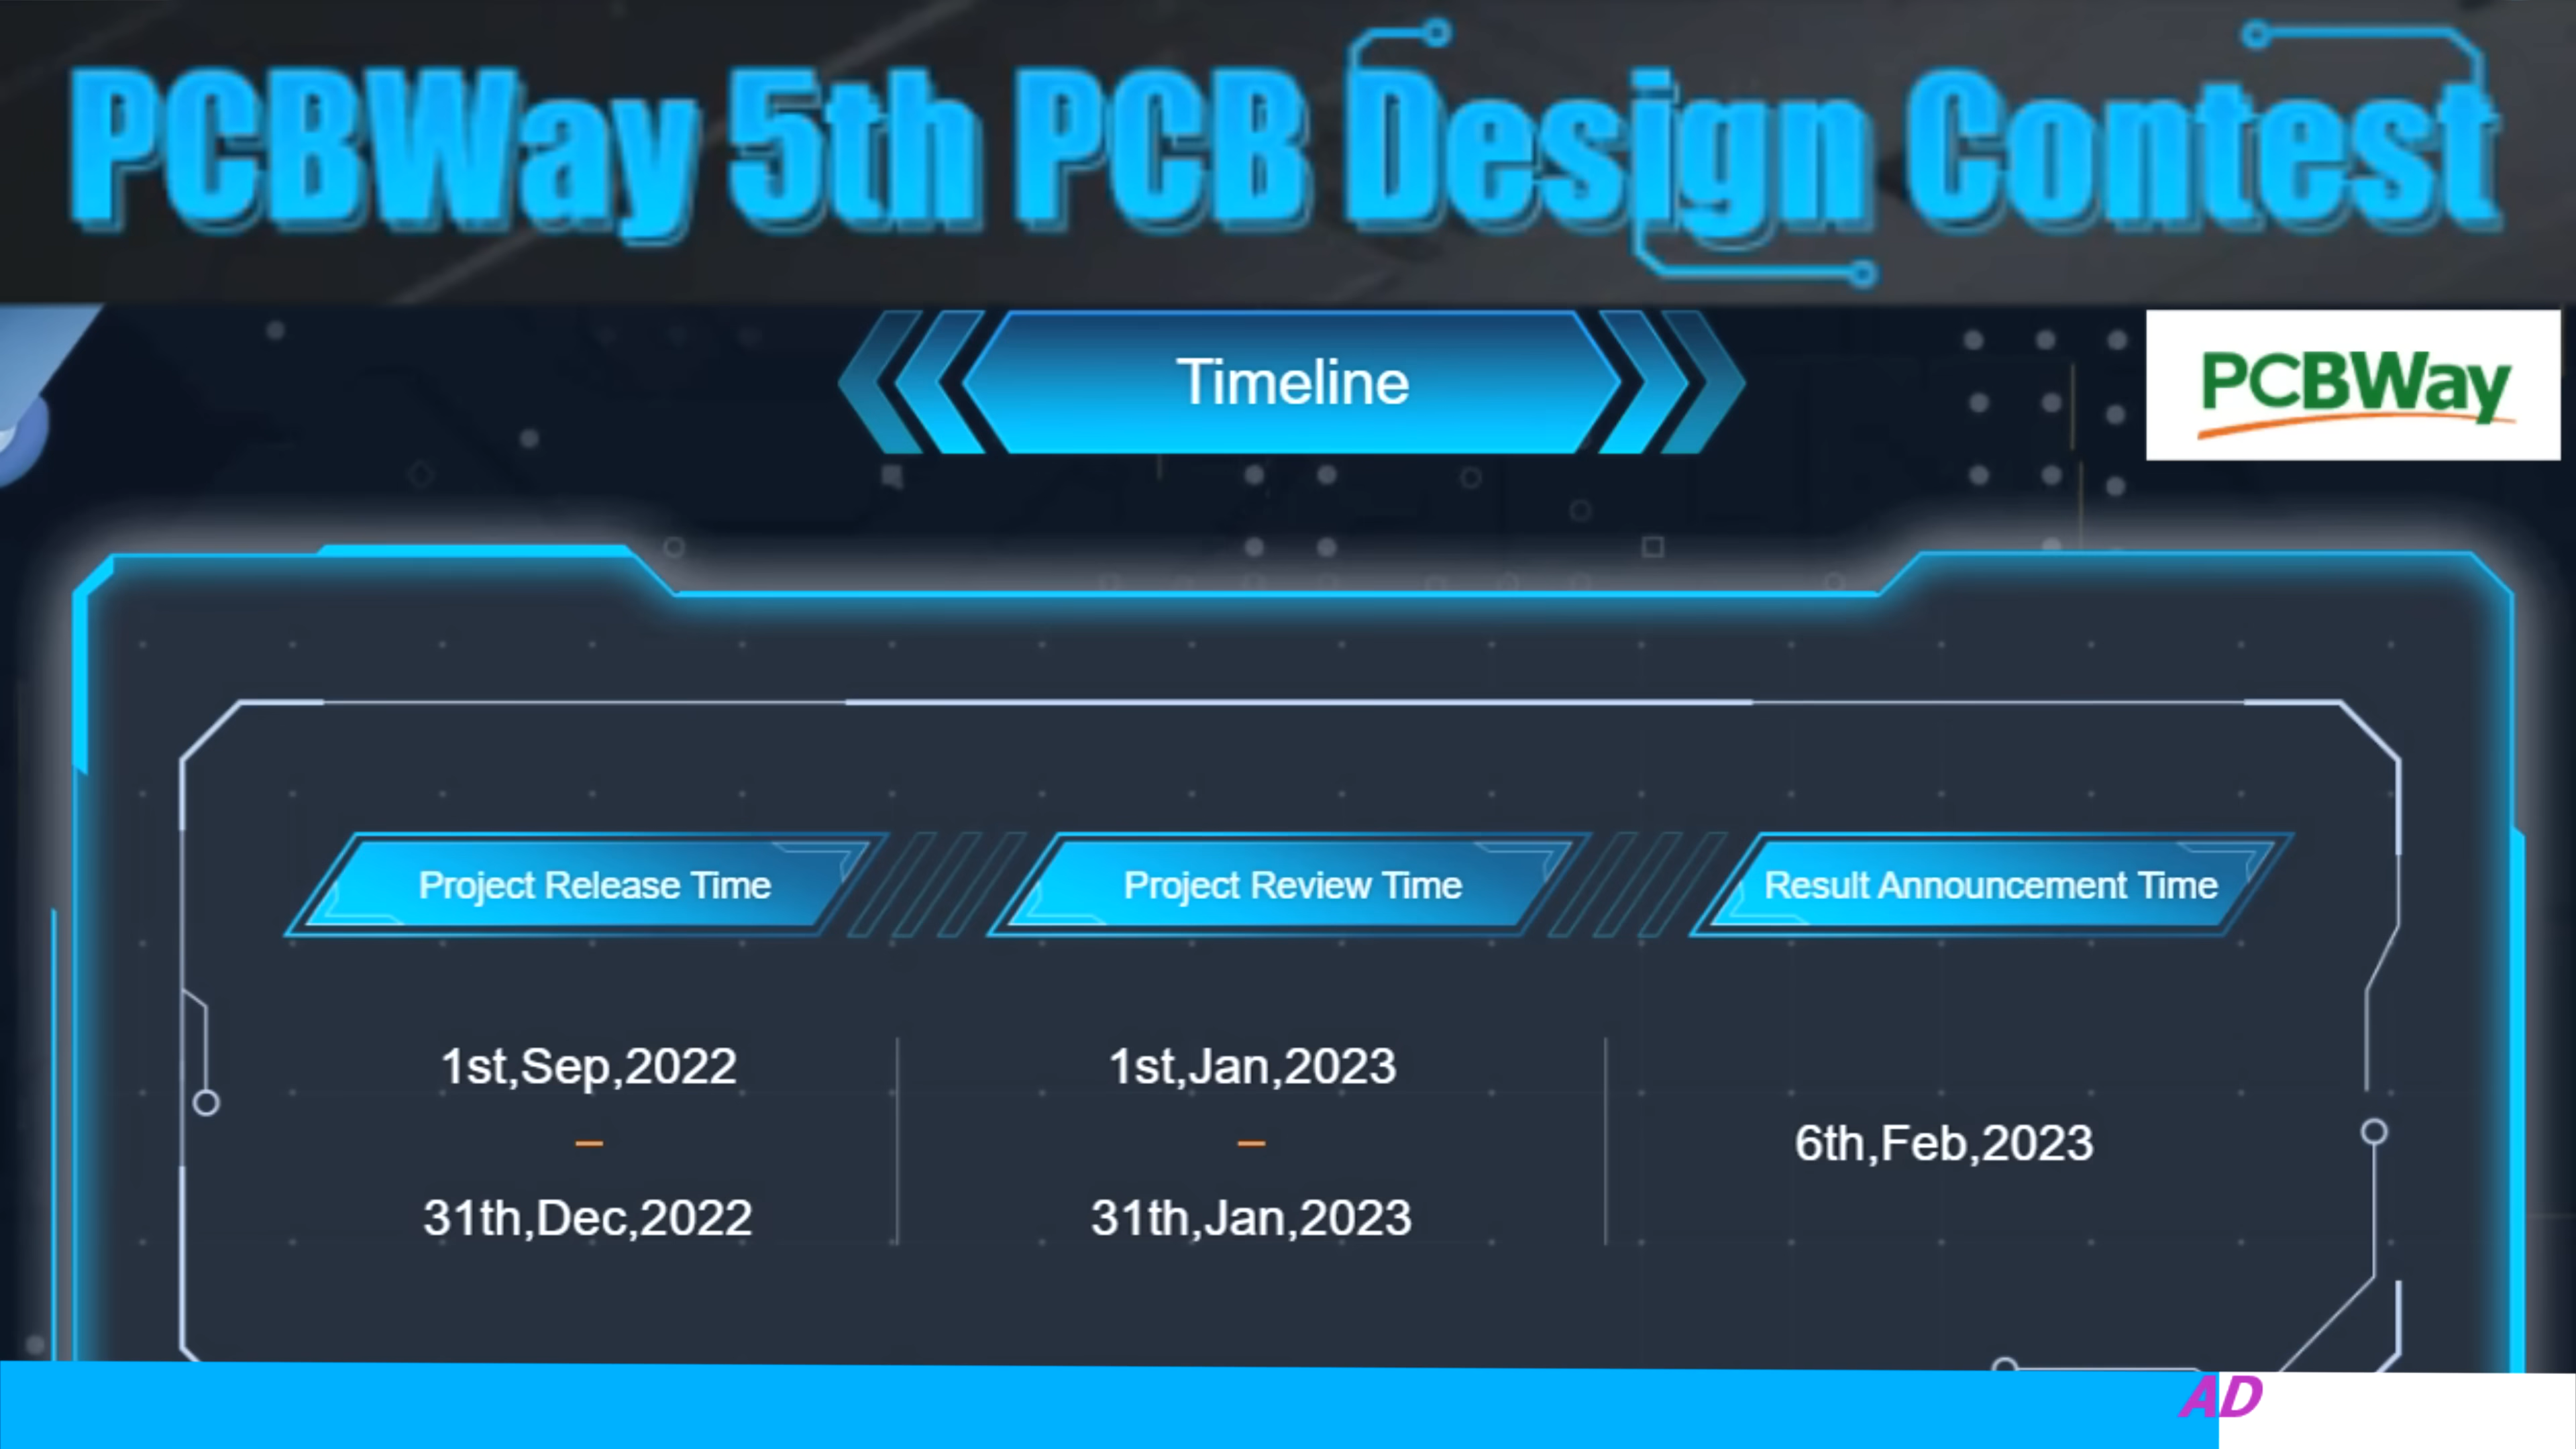 PCBWay 5th PCB Design Contest
Timeline
PCBWay
Project Release Time
Project Review Time
Result Announcement Time
1st,Sep,2022
–
31th,Dec,2022
1st,Jan,2023
–
31th,Jan,2023
6th,Feb,2023
AD